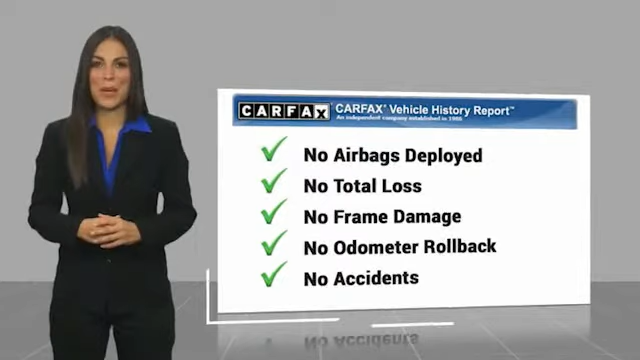 CARFAX CARFAX® Vehicle History Report™
An independent company established in 1986
No Airbags Deployed
No Total Loss
No Frame Damage
No Odometer Rollback
No Accidents